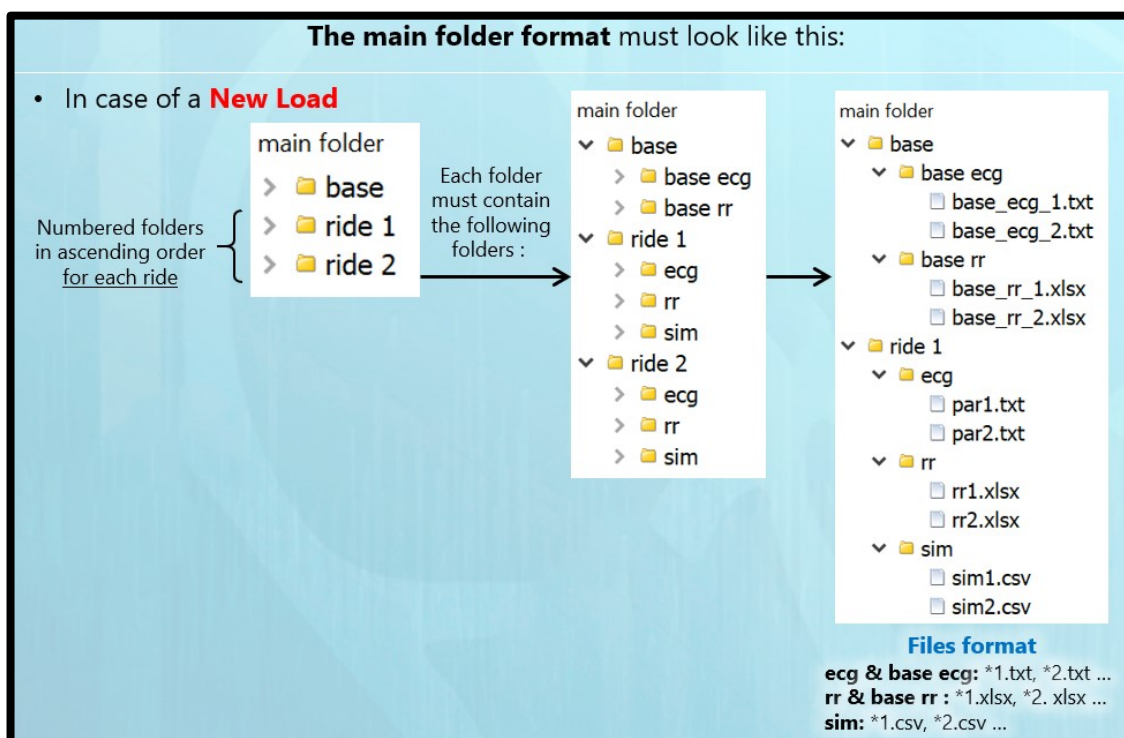 The main folder format must look like this:
• In case of a New Load
main folder
base
ride 1
ride 2
Numbered folders
in ascending order
for each ride
Each folder
must contain
the following
folders :
main folder
base
base ecg
base rr
ride 1
ecg
rr
sim
ride 2
ecg
rr
sim
main folder
base
base ecg
base_ecg_1.txt
base_ecg_2.txt
base rr
base_rr_1.xlsx
base_rr_2.xlsx
ride 1
ecg
par1.txt
par2.txt
rr
rr1.xlsx
rr2.xlsx
sim
sim1.csv
sim2.csv
Files format
ecg & base ecg: *1.txt, *2.txt ...
rr & base rr : *1.xlsx, *2. xlsx ...
sim: *1.csv, *2.csv ...